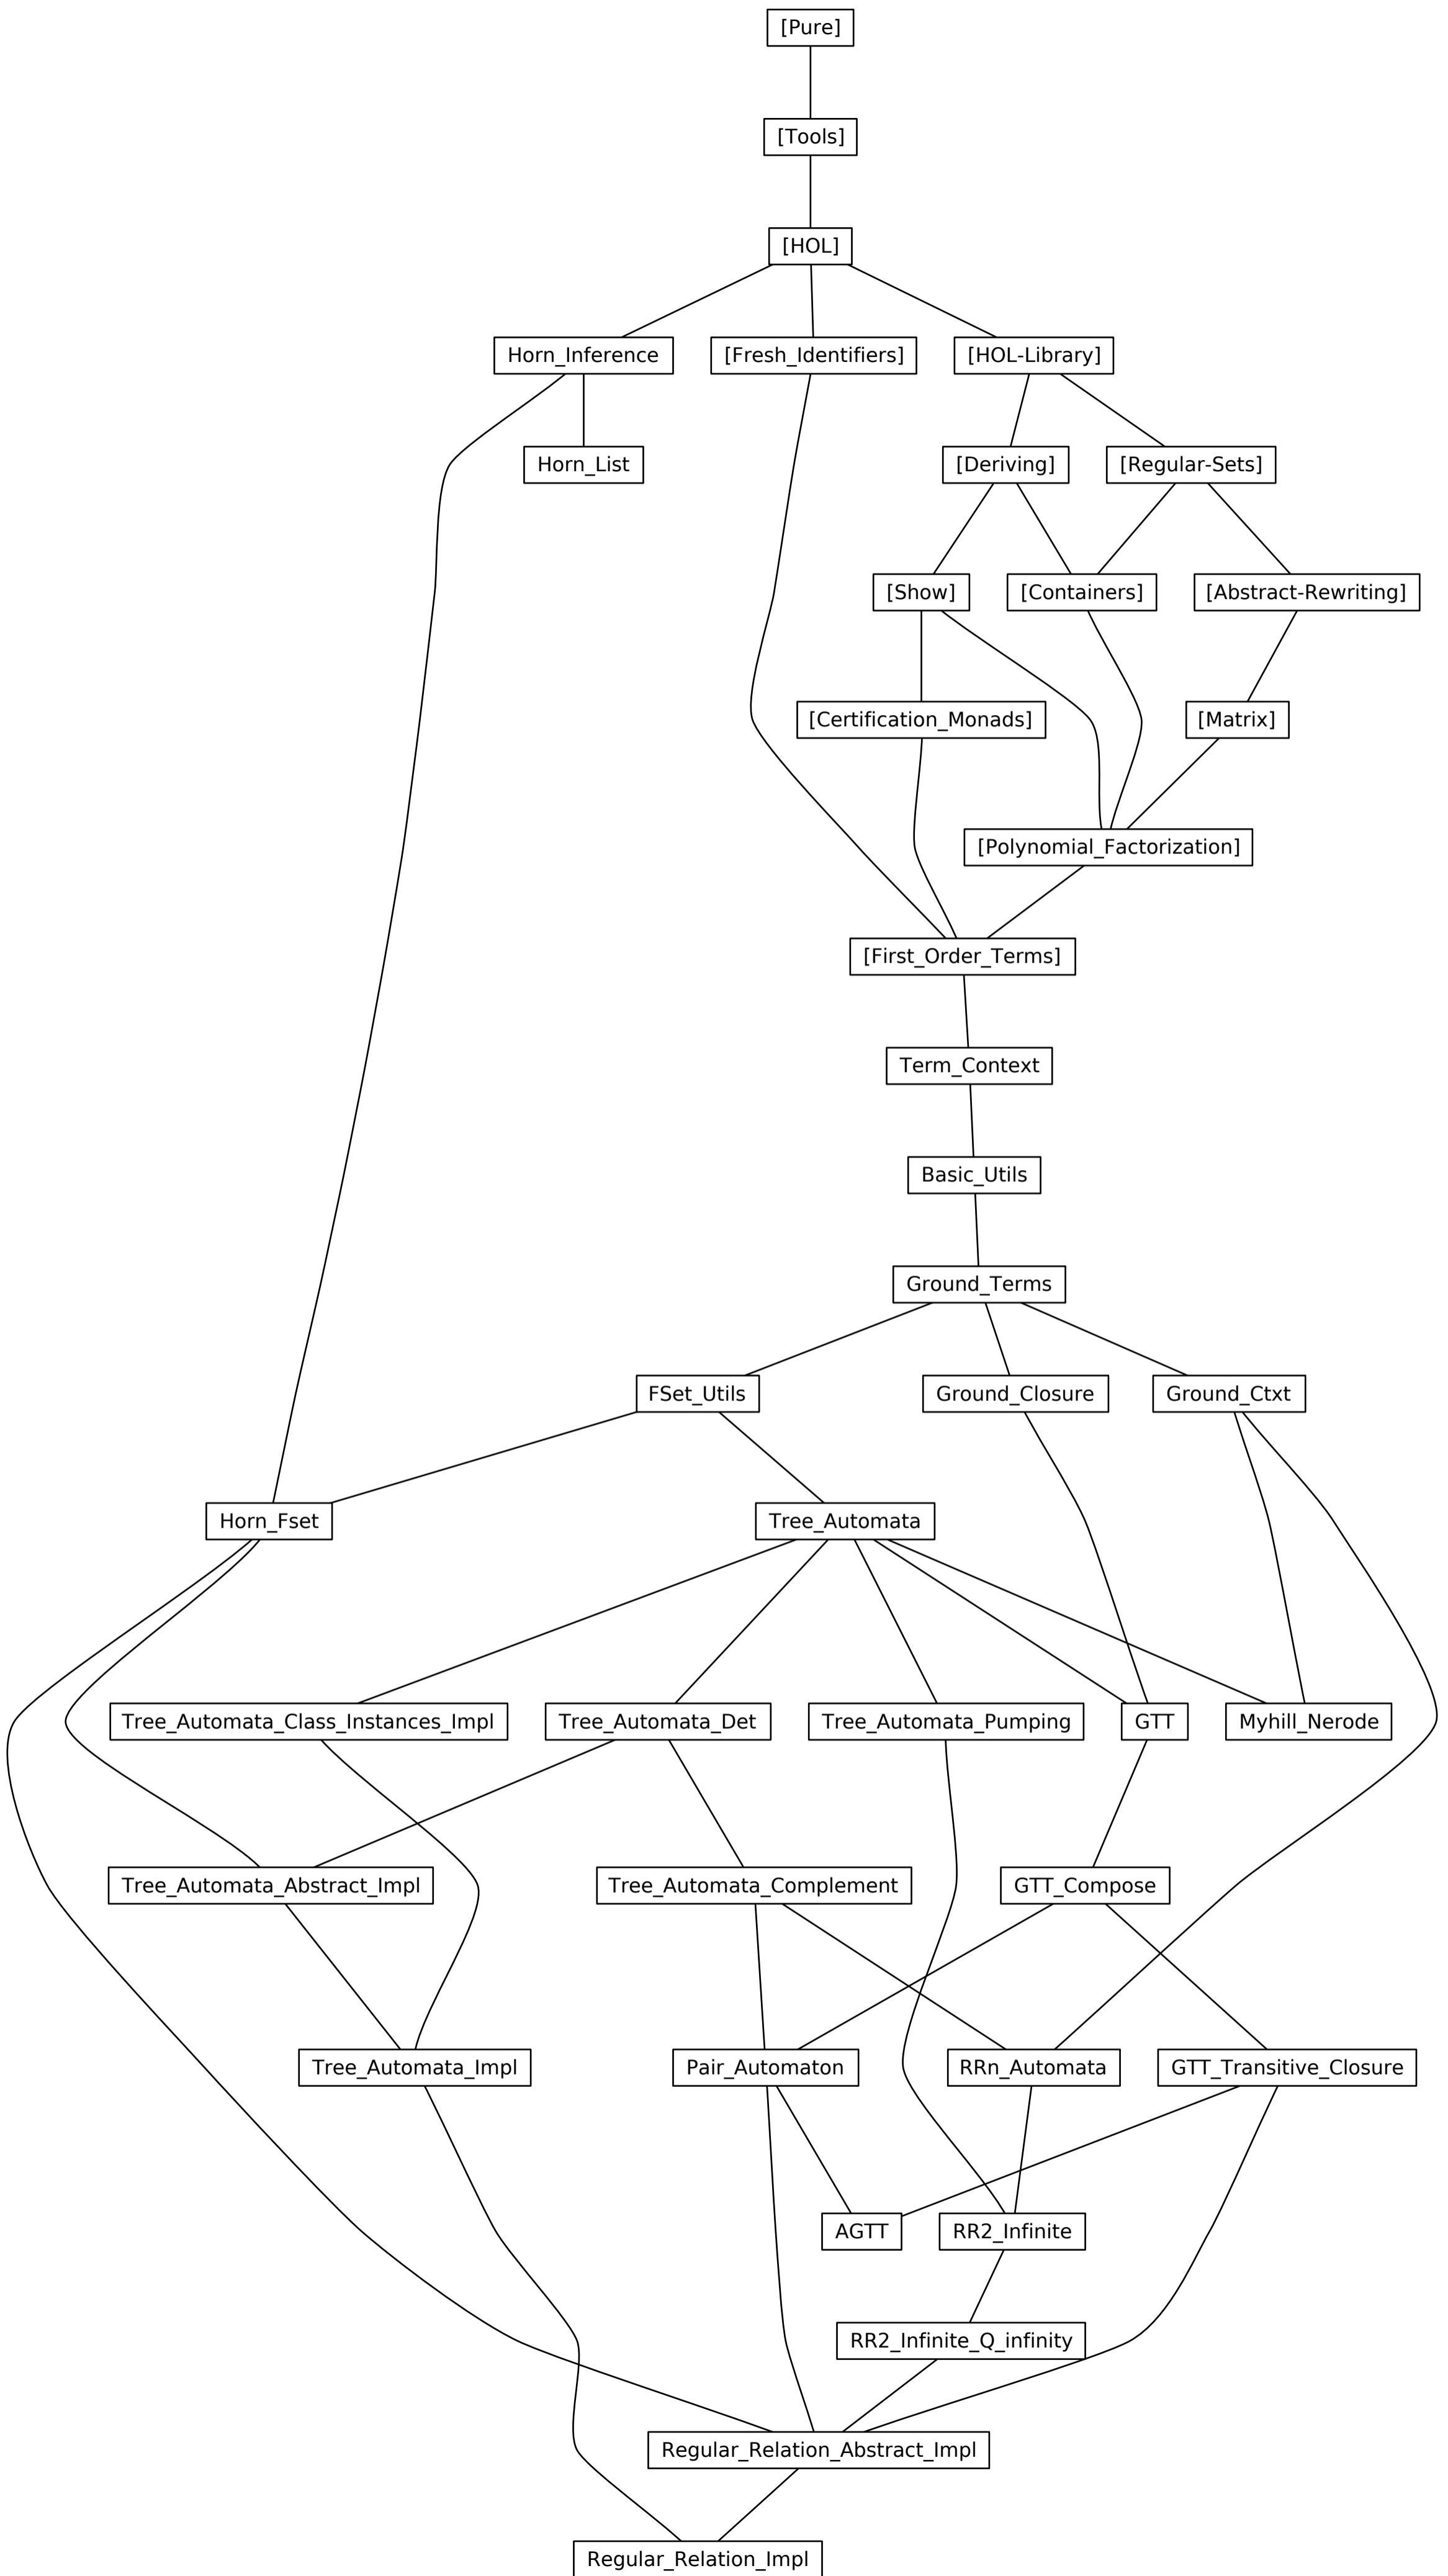 [Pure]
[Tools]
[HOL]
Horn_Inference
[Fresh_Identifiers]
[HOL-Library]
Horn_List
[Deriving]
[Regular-Sets]
[Show]
[Containers]
[Abstract-Rewriting]
[Certification_Monads]
[Matrix]
[Polynomial_Factorization]
[First_Order_Terms]
Term_Context
Basic_Utils
Ground_Terms
FSet_Utils
Ground_Closure
Ground_Ctxt
Horn_Fset
Tree_Automata
Tree_Automata_Class_Instances_Impl
Tree_Automata_Det
Tree_Automata_Pumping
GTT
Myhill_Nerode
Tree_Automata_Abstract_Impl
Tree_Automata_Complement
GTT_Compose
Tree_Automata_Impl
Pair_Automaton
RRn_Automata
GTT_Transitive_Closure
AGTT
RR2_Infinite
RR2_Infinite_Q_infinity
Regular_Relation_Abstract_Impl
Regular_Relation_Impl